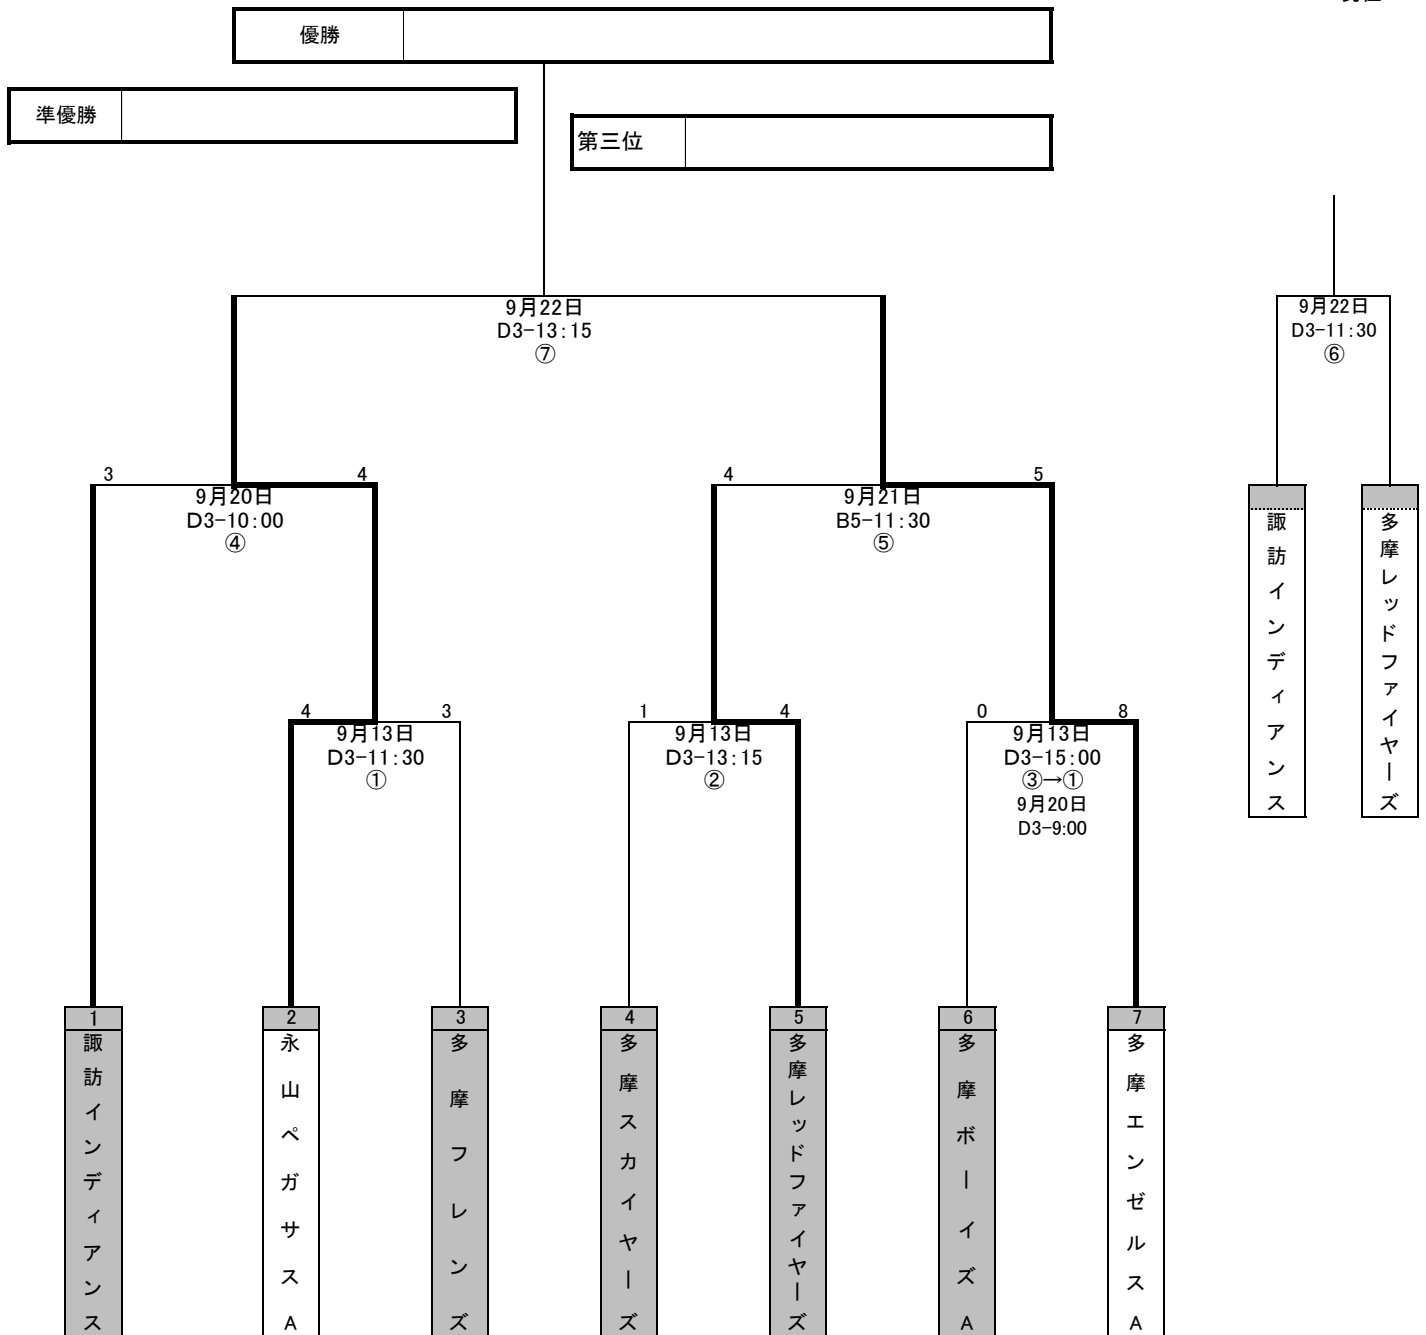 優勝
準優勝
第三位
9月22日
D3-13:15
⑦
9月22日
D3-11:30
⑥
3
4
9月20日
D3-10:00
④
4
5
9月21日
B5-11:30
⑤
諏訪インディアンス
多摩レッドファイヤーズ
4
3
9月13日
D3-11:30
①
1
4
9月13日
D3-13:15
②
0
8
9月13日
D3-15:00
③→①
9月20日
D3-9:00
1
諏訪インディアンス
2
永山ペガサスA
3
多摩フレンズ
4
多摩スカイヤーズ
5
多摩レッドファイヤーズ
6
多摩ボーイズA
7
多摩エンゼルスA